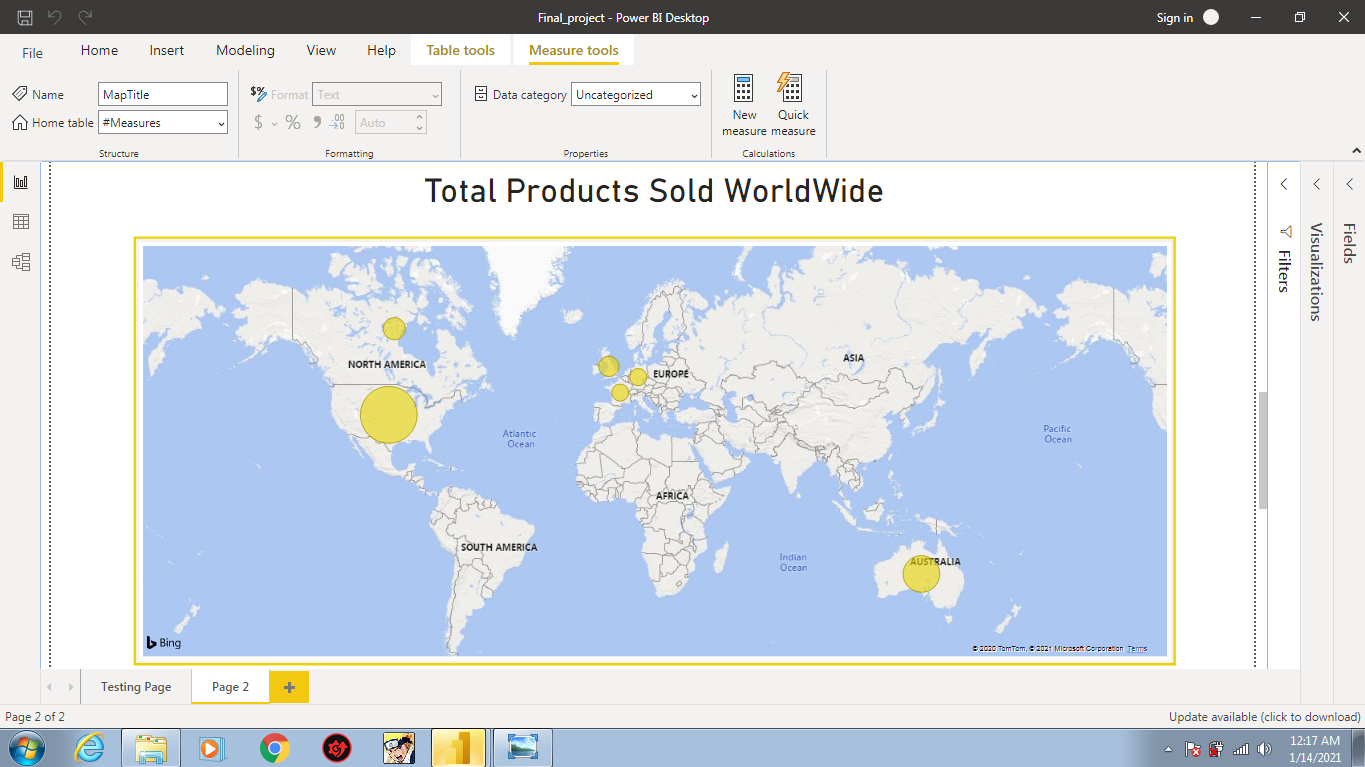 Final_project - Power BI Desktop
Sign in
File
Home
Insert
Modeling
View
Help
Table tools
Measure tools
Name
MapTitle
Home table
#Measures
Structure
$% Format
Text
$
%
,
.00
Auto
Formatting
Data category
Uncategorized
Properties
New measure
Quick measure
Calculations
Total Products Sold WorldWide
NORTH AMERICA
EUROPE
ASIA
Atlantic
Ocean
Pacific
Ocean
AFRICA
SOUTH AMERICA
Indian
Ocean
AUSTRALIA
Bing
© 2020 TomTom, © 2021 Microsoft Corporation Terms
Filters
Visualizations
Fields
Testing Page
Page 2
Page 2 of 2
Update available (click to download)
12:17 AM
1/14/2021